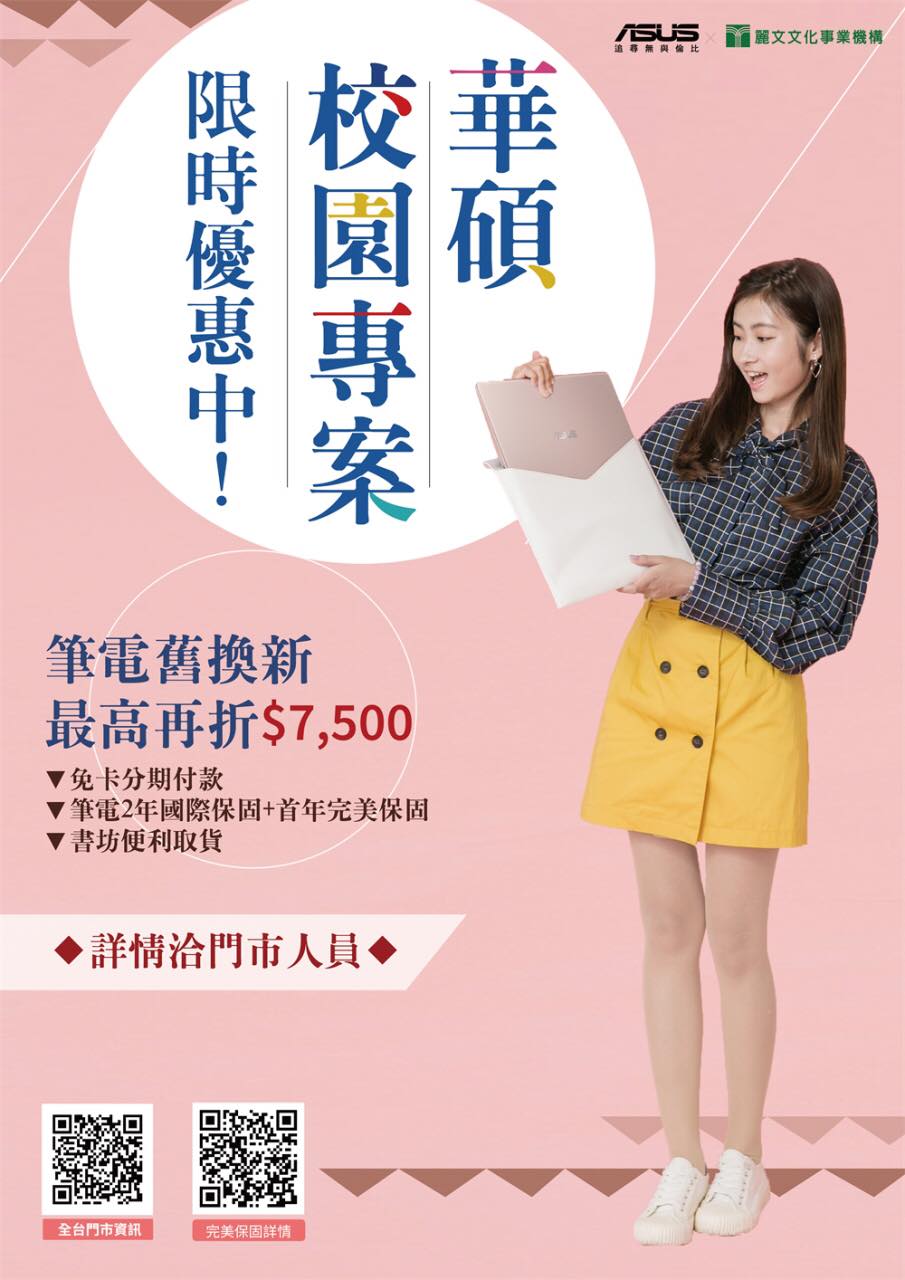 ASUS
追尋無與倫比
×
麗文文化事業機構
華碩
校園專案
限時優惠中！
ASUS
筆電舊換新
最高再折$7,500
▼免卡分期付款
▼筆電2年國際保固+首年完美保固
▼書坊便利取貨
◆詳情洽門市人員◆
全台門市資訊
完美保固詳情